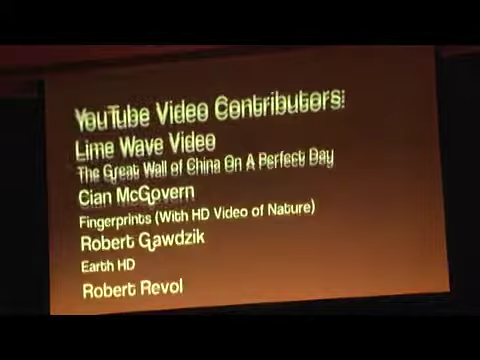 YouTube Video Contributors:
Lime Wave Video
The Great Wall of China On A Perfect Day
Cian McGovern
Fingerprints (With HD Video of Nature)
Robert Gawdzik
Earth HD
Robert Revol